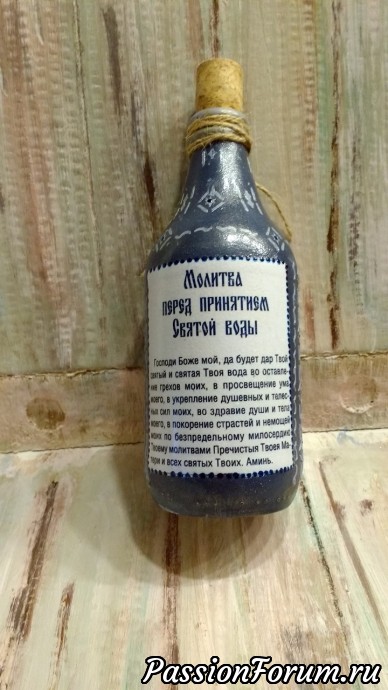 Молитва
перед принятием
Святой воды
Господи Боже мой, да будет дар Твой
святый и святая Твоя вода во оставле-
ние грехов моих, в просвещение ума
моего, в укрепление душевных и телес-
ных сил моих, во здравие души и тела
моего, в покорение страстей и немощей
моих по безпредельному милосердию
Твоему молитвами Пречистыя Твоея Ма-
тери и всех святых Твоих. Аминь.
PassionForum.ru